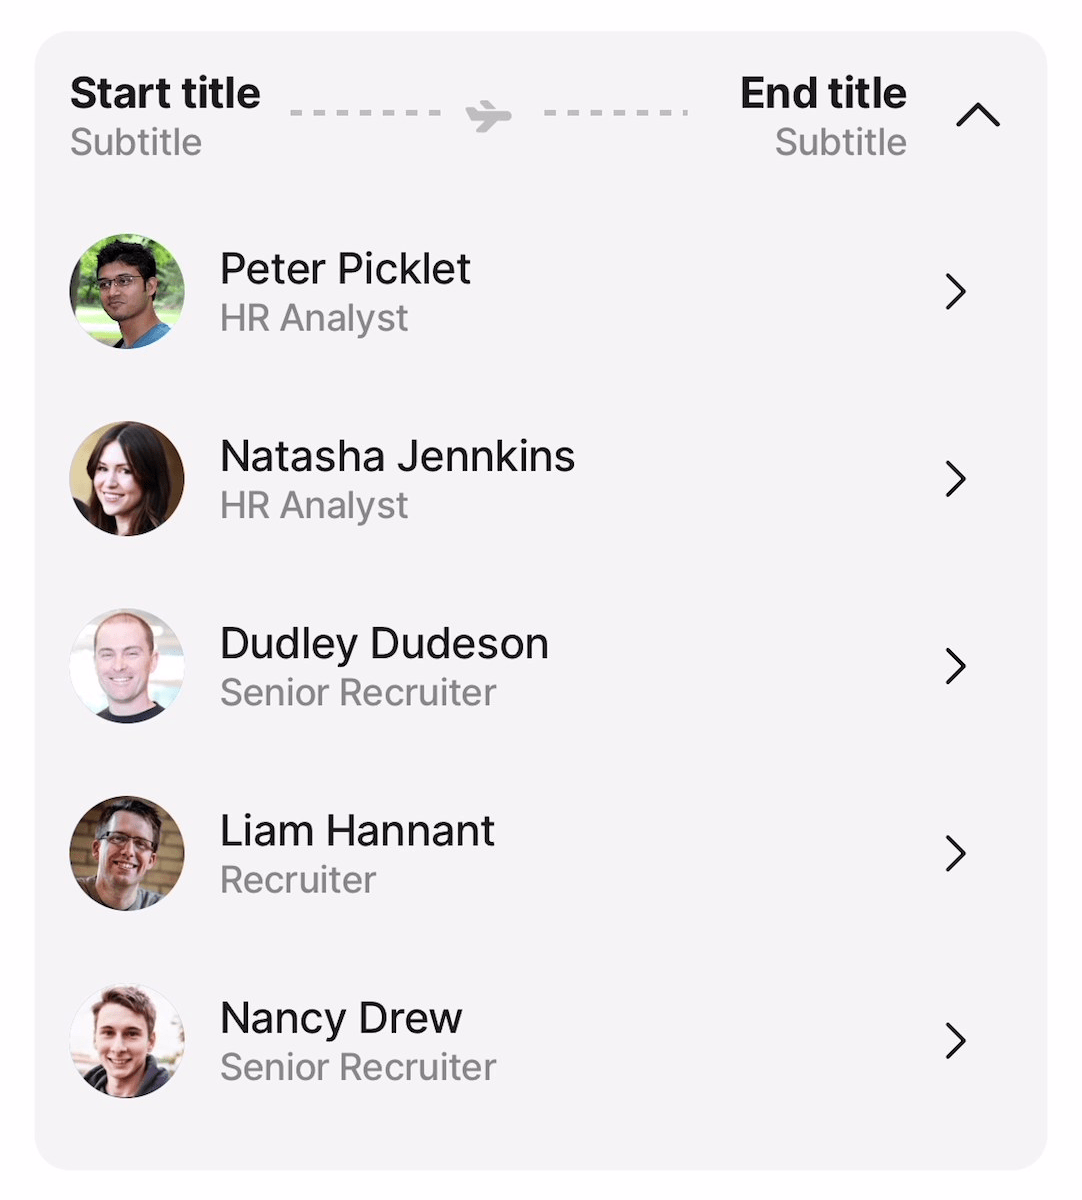 Start title
End title
Subtitle
Subtitle
Peter Picklet
HR Analyst
Natasha Jennkins
HR Analyst
Dudley Dudeson
Senior Recruiter
Liam Hannant
Recruiter
Nancy Drew
Senior Recruiter